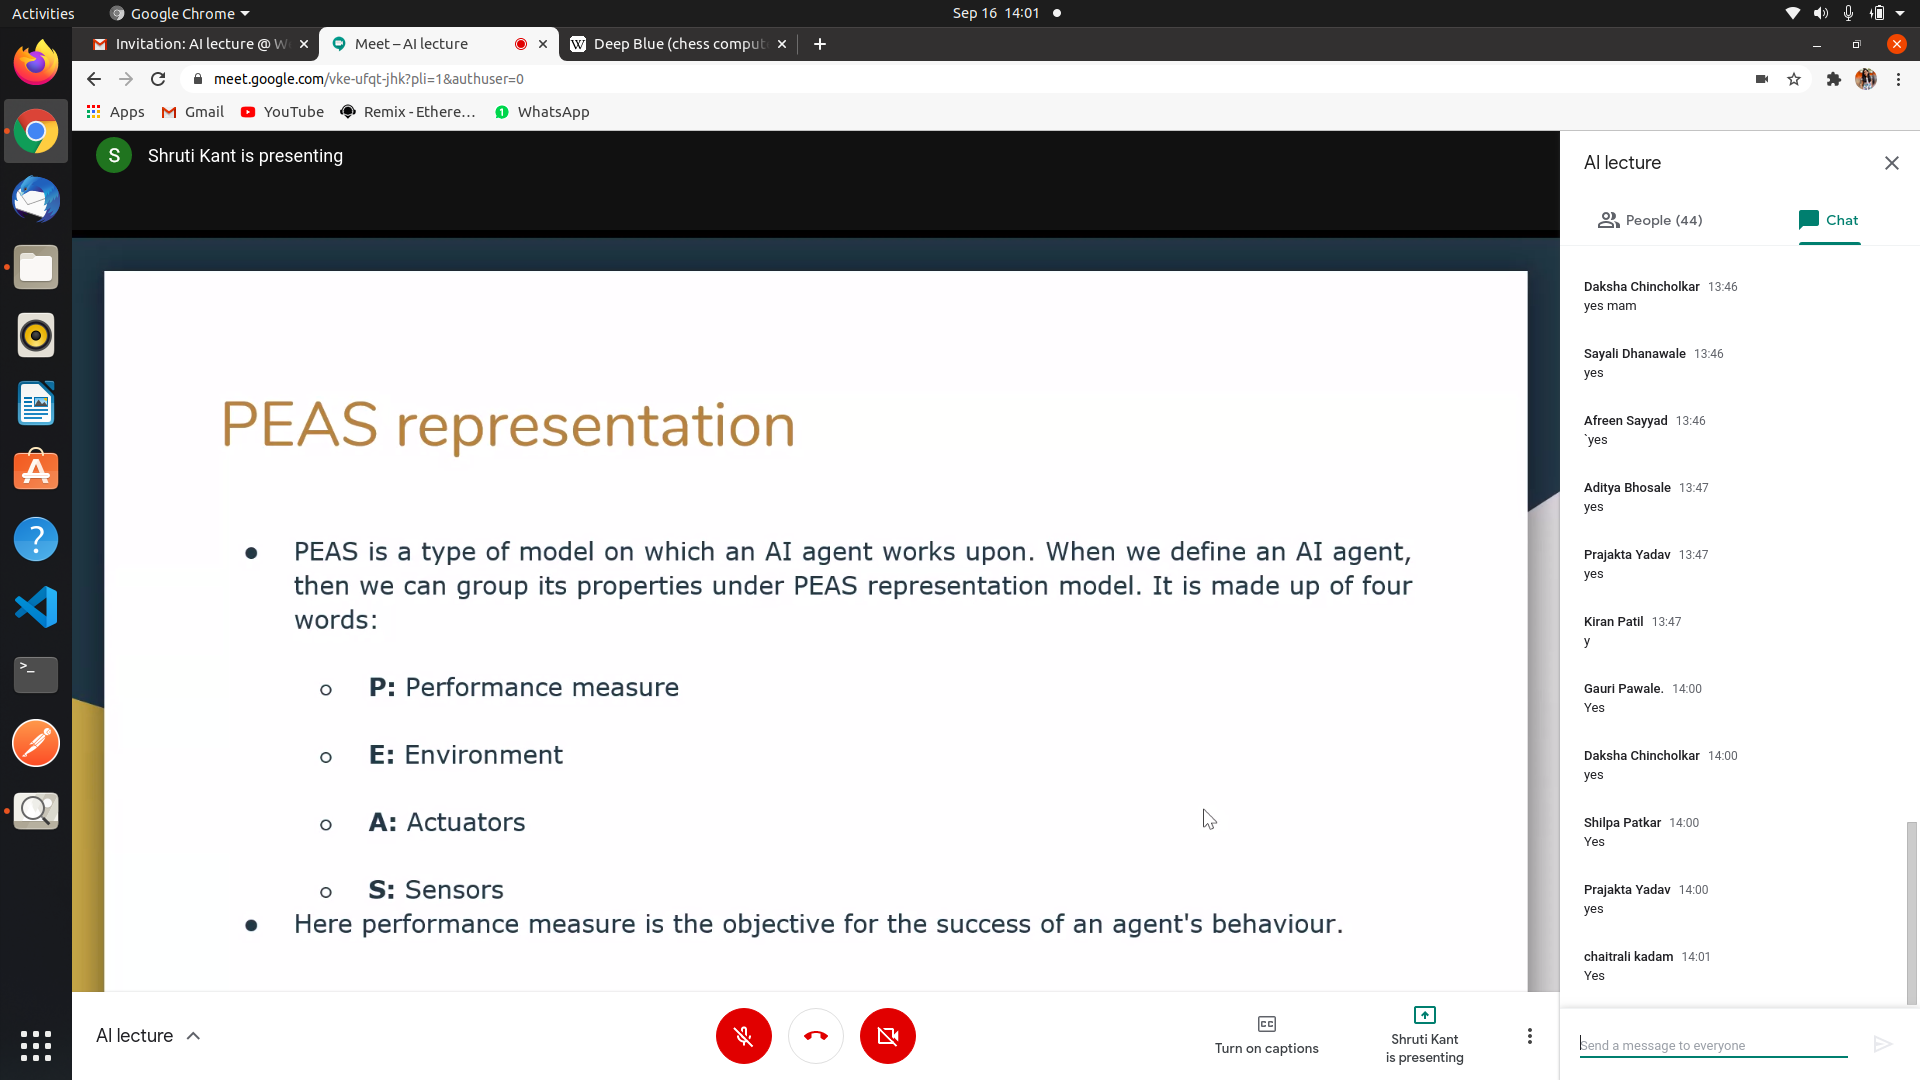 Activities
Google Chrome
Sep 16 14:01
Invitation: AI lecture @ W
Meet – AI lecture
Deep Blue (chess comput
meet.google.com/vke-ufqt-jhk?pli=1&authuser=0
Apps
Gmail
YouTube
Remix - Ethere...
WhatsApp
S
Shruti Kant is presenting
PEAS representation
● PEAS is a type of model on which an AI agent works upon. When we define an AI agent,
then we can group its properties under PEAS representation model. It is made up of four
words:
○ P: Performance measure
○ E: Environment
○ A: Actuators
○ S: Sensors
● Here performance measure is the objective for the success of an agent's behaviour.
AI lecture
Turn on captions
Shruti Kant
is presenting
AI lecture
People (44)
Chat
Daksha Chincholkar 13:46
yes mam
Sayali Dhanawale 13:46
yes
Afreen Sayyad 13:46
`yes
Aditya Bhosale 13:47
yes
Prajakta Yadav 13:47
yes
Kiran Patil 13:47
y
Gauri Pawale. 14:00
Yes
Daksha Chincholkar 14:00
yes
Shilpa Patkar 14:00
Yes
Prajakta Yadav 14:00
yes
chaitrali kadam 14:01
Yes
Send a message to everyone